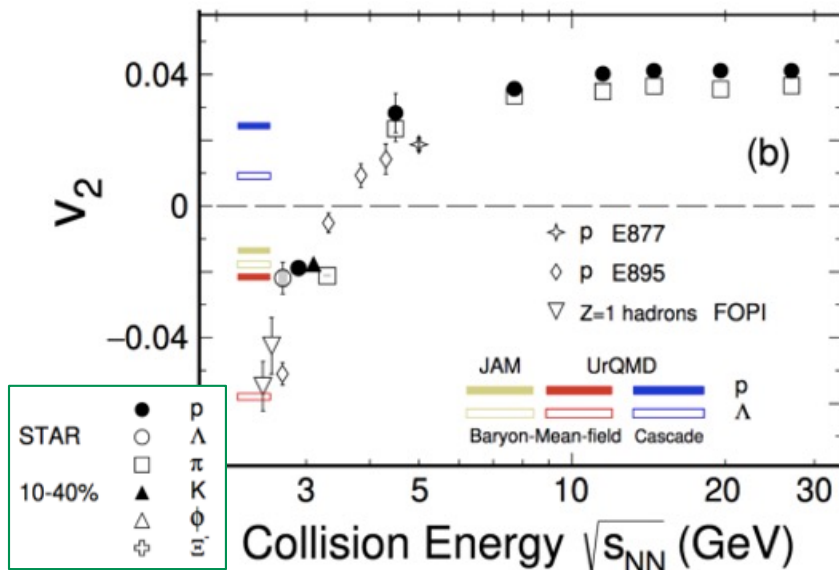 0.04
0
−0.04
v₂
(b)
p E877
p E895
Z=1 hadrons FOPI
JAM UrQMD
p
Λ
Baryon-Mean-field Cascade
STAR
10-40%
p
Λ
π
K
ϕ
Ξ⁻
3 4 5 10 20 30
Collision Energy √sNN (GeV)